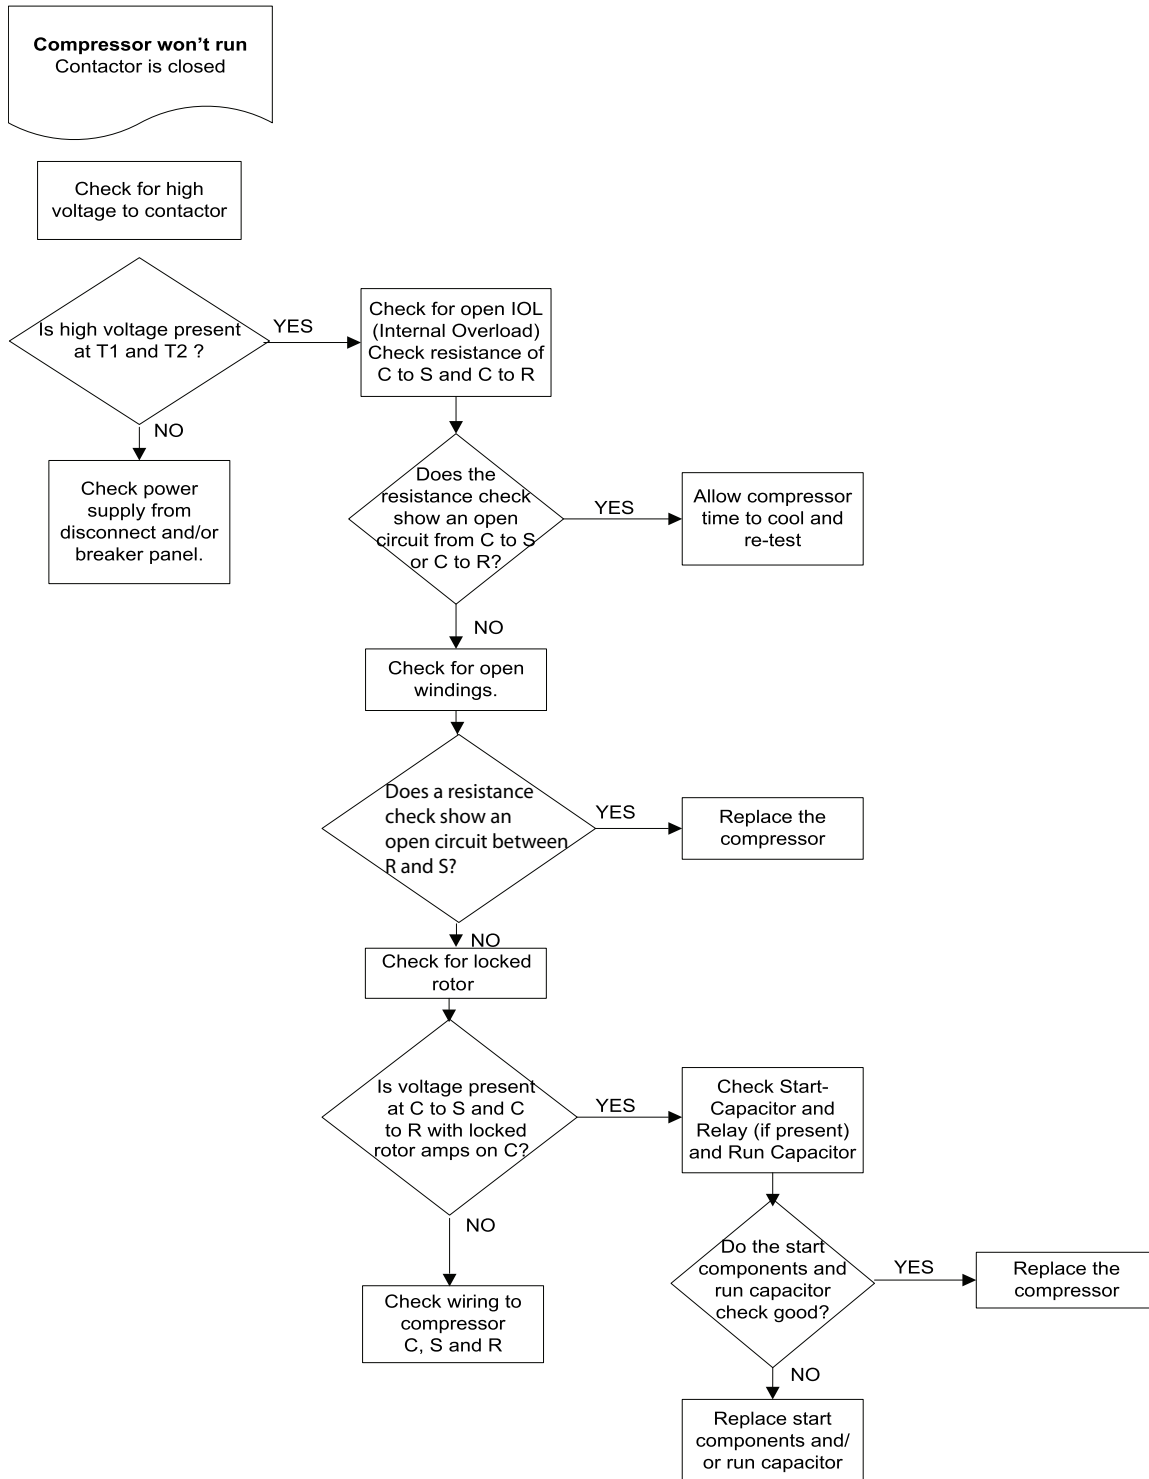 Compressor won't run
Contactor is closed
Check for high
voltage to contactor
Is high voltage present
at T1 and T2 ?
YES
NO
Check power
supply from
disconnect and/or
breaker panel.
Check for open IOL
(Internal Overload)
Check resistance of
C to S and C to R
Does the
resistance check
show an open
circuit from C to S
or C to R?
YES
Allow compressor
time to cool and
re-test
NO
Check for open
windings.
Does a resistance
check show an
open circuit between
R and S?
YES
Replace the
compressor
NO
Check for locked
rotor
Is voltage present
at C to S and C
to R with locked
rotor amps on C?
YES
Check Start-
Capacitor and
Relay (if present)
and Run Capacitor
NO
Check wiring to
compressor
C, S and R
Do the start
components and
run capacitor
check good?
YES
Replace the
compressor
NO
Replace start
components and/
or run capacitor